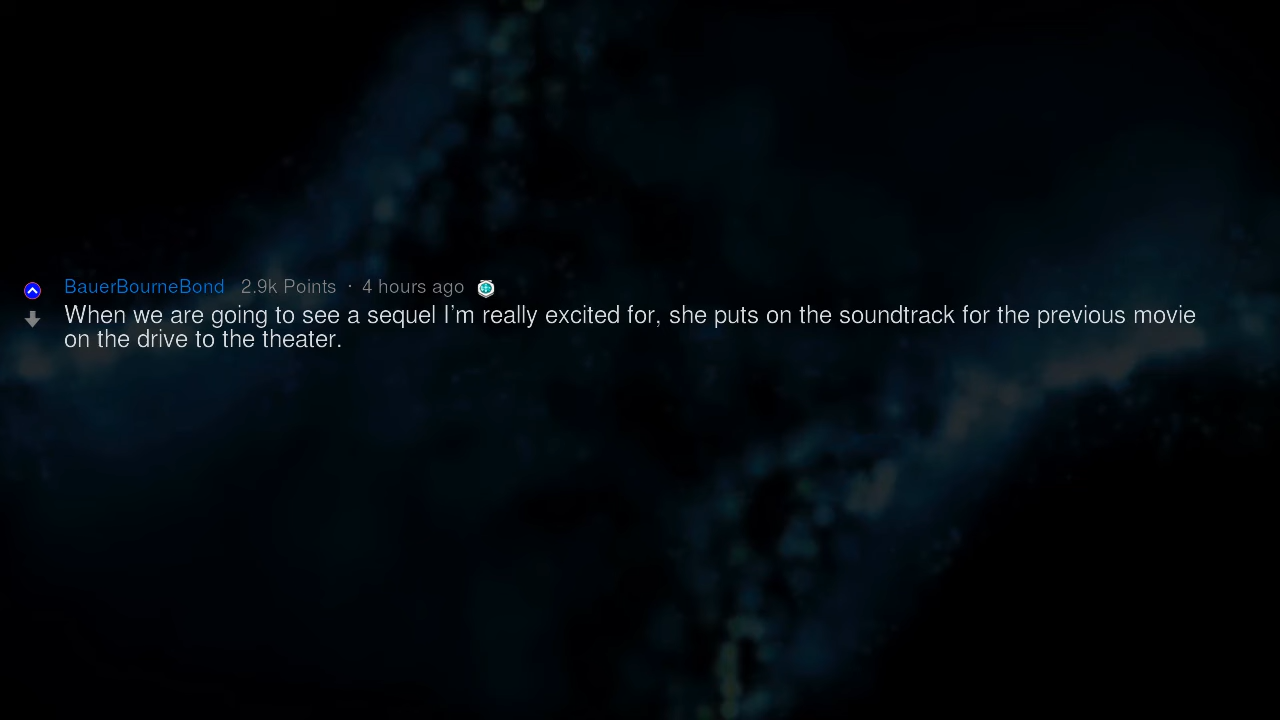 BauerBourneBond 2.9k Points · 4 hours ago
When we are going to see a sequel I'm really excited for, she puts on the soundtrack for the previous movie
on the drive to the theater.